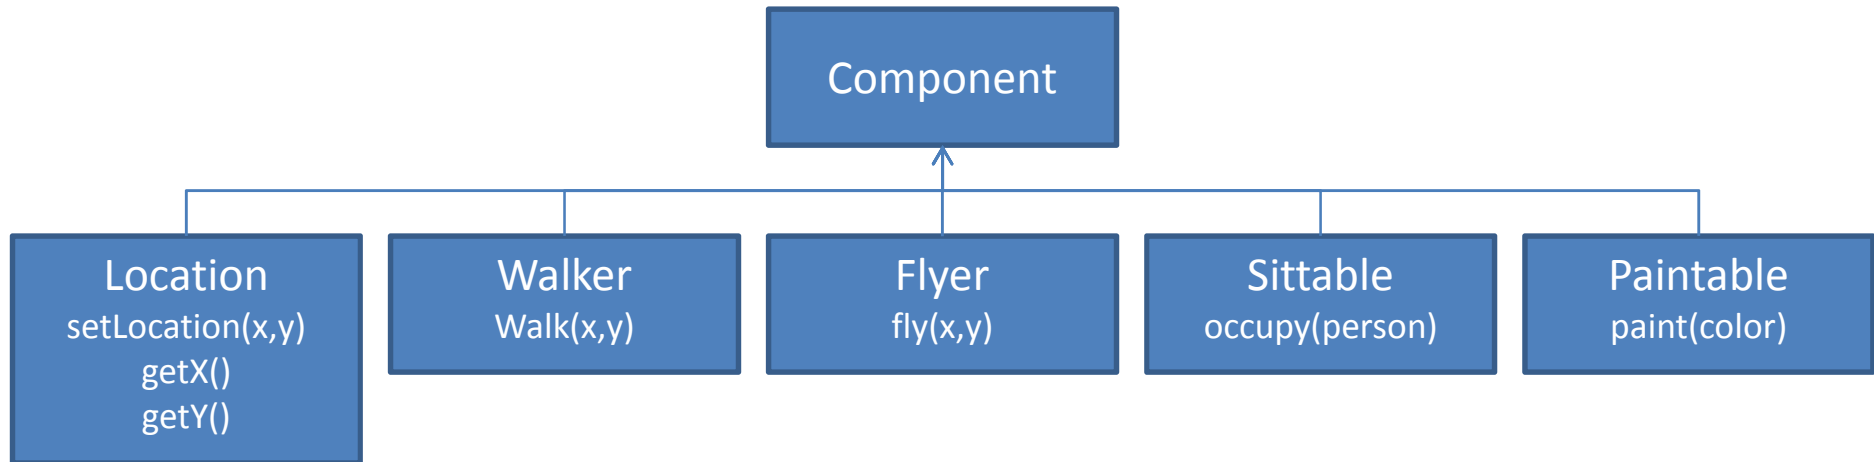 Component
Location
setLocation(x,y)
getX()
getY()
Walker
Walk(x,y)
Flyer
fly(x,y)
Sittable
occupy(person)
Paintable
paint(color)